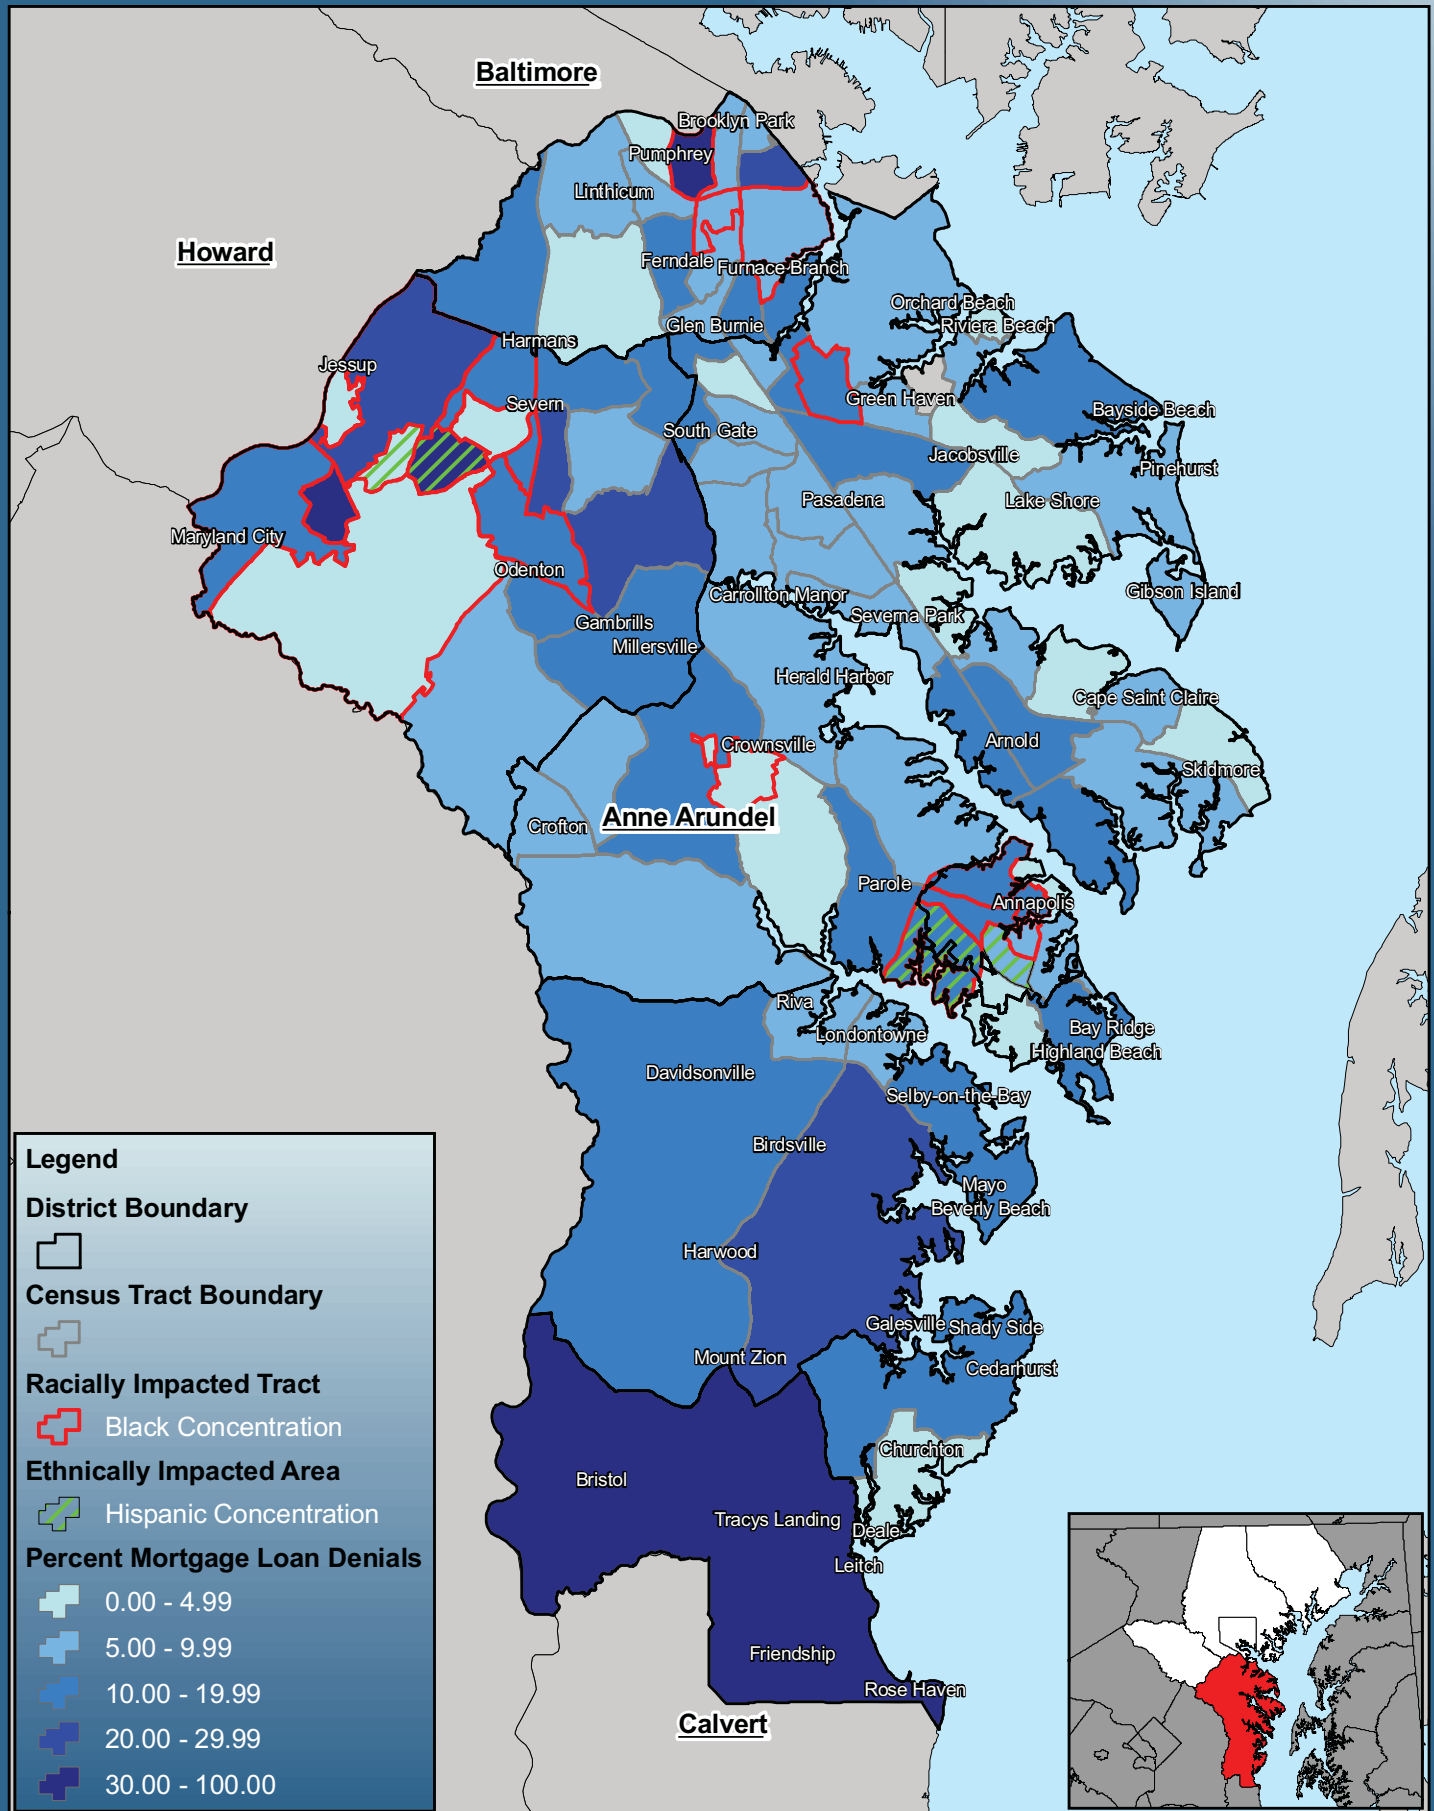 Baltimore
Brooklyn Park
Pumphrey
Linthicum
Howard
Ferndale
Furnace Branch
Orchard Beach
Glen Burnie
Riviera Beach
Harmans
Jessup
Green Haven
Severn
Bayside Beach
South Gate
Jacobsville
Pinehurst
Pasadena
Lake Shore
Maryland City
Odenton
Gibson Island
Carrollton Manor
Severna Park
Gambrills
Millersville
Herald Harbor
Cape Saint Claire
Crownsville
Arnold
Skidmore
Anne Arundel
Crofton
Parole
Annapolis
Riva
Londontowne
Bay Ridge
Highland Beach
Davidsonville
Selby-on-the-Bay
Birdsville
Mayo
Beverly Beach
Harwood
Galesville
Shady Side
Mount Zion
Cedarhurst
Churchton
Bristol
Tracys Landing
Deale
Leitch
Friendship
Rose Haven
Calvert
Legend
District Boundary
Census Tract Boundary
Racially Impacted Tract
Black Concentration
Ethnically Impacted Area
Hispanic Concentration
Percent Mortgage Loan Denials
0.00 - 4.99
5.00 - 9.99
10.00 - 19.99
20.00 - 29.99
30.00 - 100.00